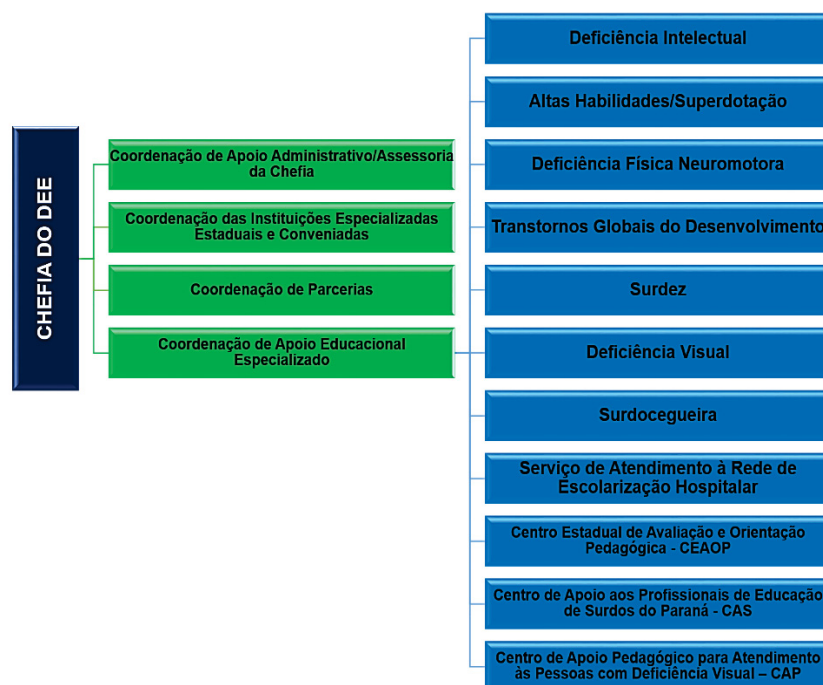 CHEFIA DO DEE
Coordenação de Apoio Administrativo/Assessoria
da Chefia
Coordenação das Instituições Especializadas
Estaduais e Conveniadas
Coordenação de Parcerias
Coordenação de Apoio Educacional
Especializado
Deficiência Intelectual
Altas Habilidades/Superdotação
Deficiência Física Neuromotora
Transtornos Globais do Desenvolvimento
Surdez
Deficiência Visual
Surdocegueira
Serviço de Atendimento à Rede de
Escolarização Hospitalar
Centro Estadual de Avaliação e Orientação
Pedagógica - CEAOP
Centro de Apoio aos Profissionais de Educação
de Surdos do Paraná - CAS
Centro de Apoio Pedagógico para Atendimento
às Pessoas com Deficiência Visual – CAP